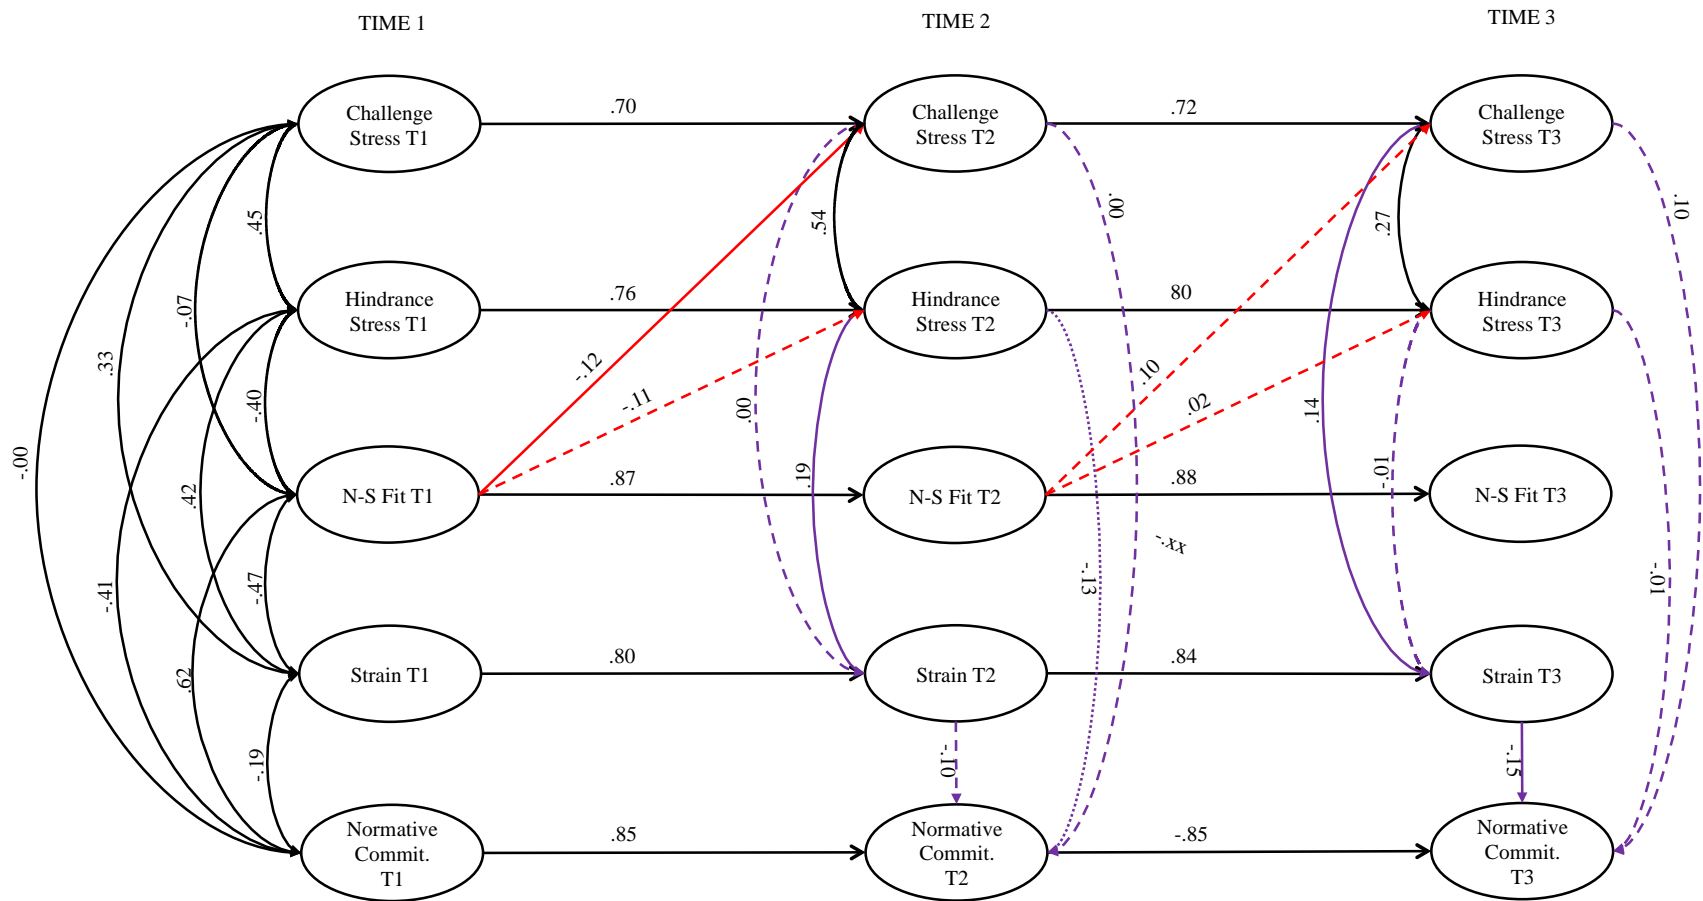 TIME 1
TIME 2
TIME 3
Challenge
Stress T1
.70
Challenge
Stress T2
.72
Challenge
Stress T3
.45
.54
.00
.27
.10
Hindrance
Stress T1
.76
Hindrance
Stress T2
80
Hindrance
Stress T3
-.07
.33
-.12
-.11
.10
.02
-.40
.00
.14
-.00
.42
N-S Fit T1
.87
.19
N-S Fit T2
.88
-.01
N-S Fit T3
-.xx
-.41
-.47
-.13
-.01
.62
Strain T1
.80
Strain T2
.84
Strain T3
-.19
-.10
-.15
Normative
Commit.
T1
.85
Normative
Commit.
T2
-.85
Normative
Commit.
T3